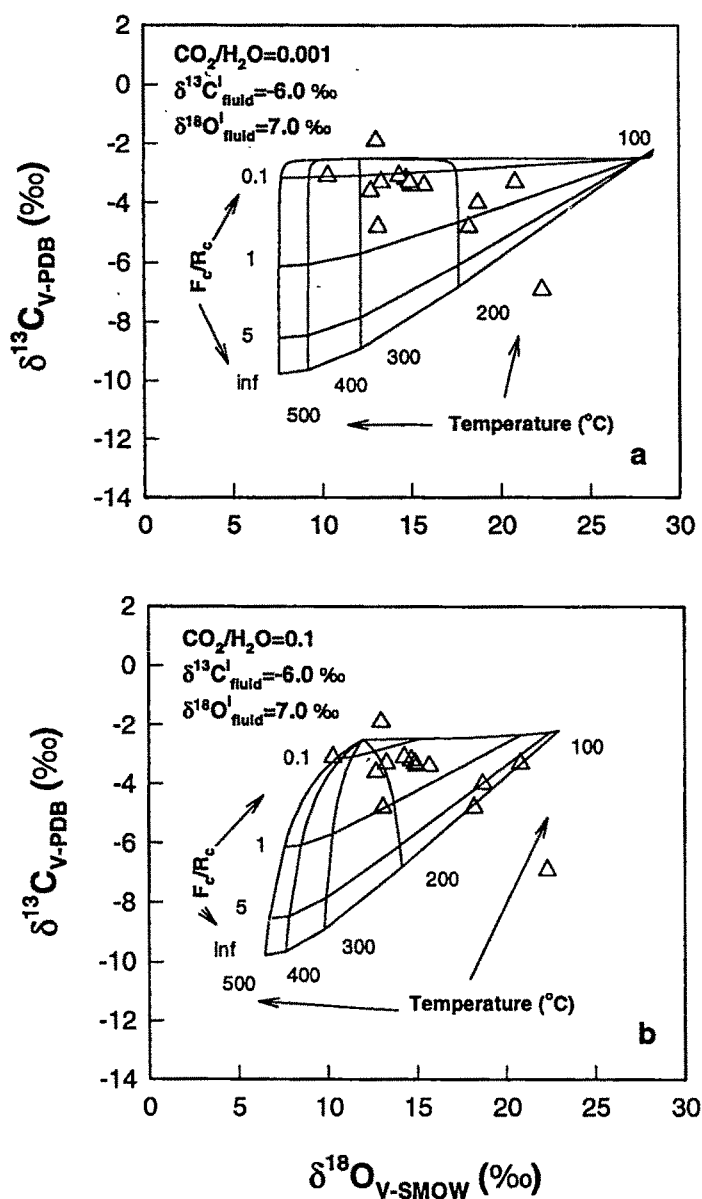 CO₂/H₂O=0.001
δ¹³Cᴵfluid=-6.0 ‰
δ¹⁸Oᴵfluid=7.0 ‰
2
0
-2
-4
-6
-8
-10
-12
-14
δ¹³C V-PDB (‰)
0.1
1
5
inf
Fc/Rc
100
200
300
400
500
Temperature (°C)
a
0 5 10 15 20 25 30
CO₂/H₂O=0.1
δ¹³Cᴵfluid=-6.0 ‰
δ¹⁸Oᴵfluid=7.0 ‰
2
0
-2
-4
-6
-8
-10
-12
-14
δ¹³C V-PDB (‰)
0.1
1
5
Inf
Fc/Rc
100
200
300
400
500
Temperature (°C)
b
0 5 10 15 20 25 30
δ¹⁸O V-SMOW (‰)